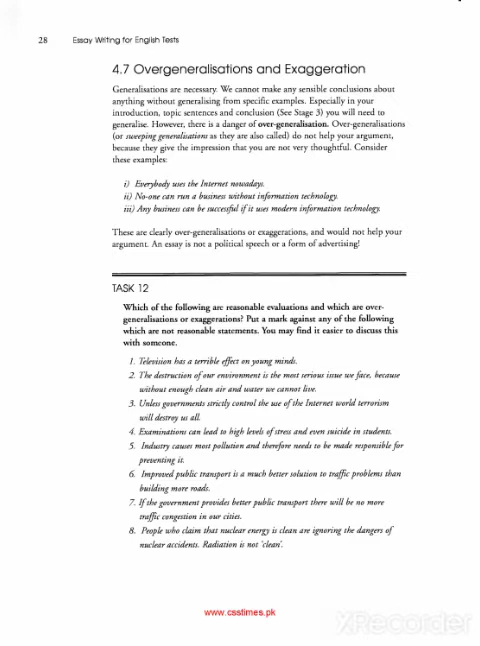 28 Essay Writing for English Tests
4.7 Overgeneralisations and Exaggeration
Generalisations are necessary. We cannot make any sensible conclusions about
anything without generalising from specific examples. Especially in your
introduction, topic sentences and conclusion (See Stage 3) you will need to
generalise. However, there is a danger of over-generalisation. Over-generalisations
(or sweeping generalisations as they are also called) do not help your argument,
because they give the impression that you are not very thoughtful. Consider
these examples:
i) Everybody uses the Internet nowadays.
ii) No-one can run a business without information technology.
iii) Any business can be successful if it uses modern information technology.
These are clearly over-generalisations or exaggerations, and would not help your
argument. An essay is not a political speech or a form of advertising!
TASK 12
Which of the following are reasonable evaluations and which are over-
generalisations or exaggerations? Put a mark against any of the following
which are not reasonable statements. You may find it easier to discuss this
with someone.
1. Television has a terrible effect on young minds.
2. The destruction of our environment is the most serious issue we face, because
without enough clean air and water we cannot live.
3. Unless governments strictly control the use of the Internet world terrorism
will destroy us all.
4. Examinations can lead to high levels of stress and even suicide in students.
5. Industry causes most pollution and therefore needs to be made responsible for
preventing it.
6. Improved public transport is a much better solution to traffic problems than
building more roads.
7. If the government provides better public transport there will be no more
traffic congestion in our cities.
8. People who claim that nuclear energy is clean are ignoring the dangers of
nuclear accidents. Radiation is not 'clean'.
www.csstimes.pk
XRecorder